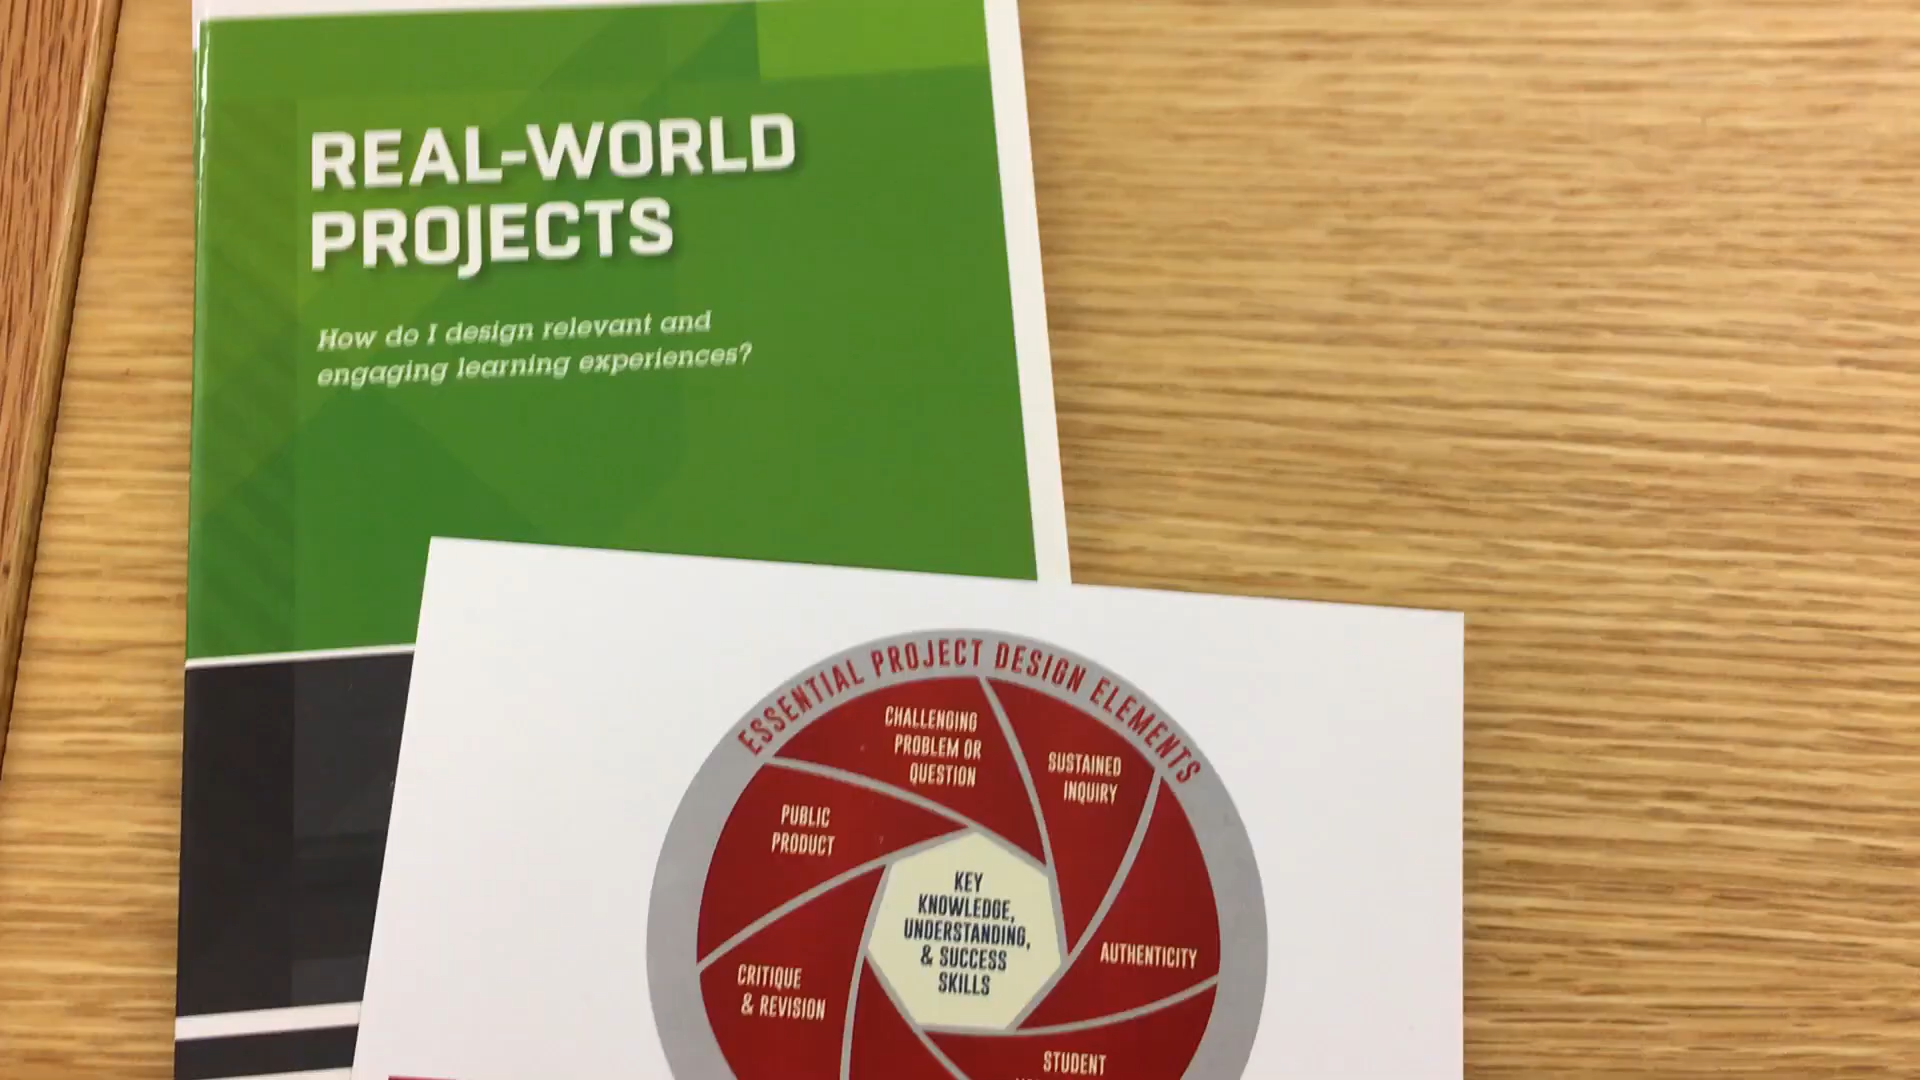 REAL-WORLD
PROJECTS
How do I design relevant and
engaging learning experiences?
ESSENTIAL PROJECT DESIGN ELEMENTS
CHALLENGING
PROBLEM OR
QUESTION
SUSTAINED
INQUIRY
PUBLIC
PRODUCT
KEY
KNOWLEDGE,
UNDERSTANDING,
& SUCCESS
SKILLS
AUTHENTICITY
CRITIQUE
& REVISION
STUDENT